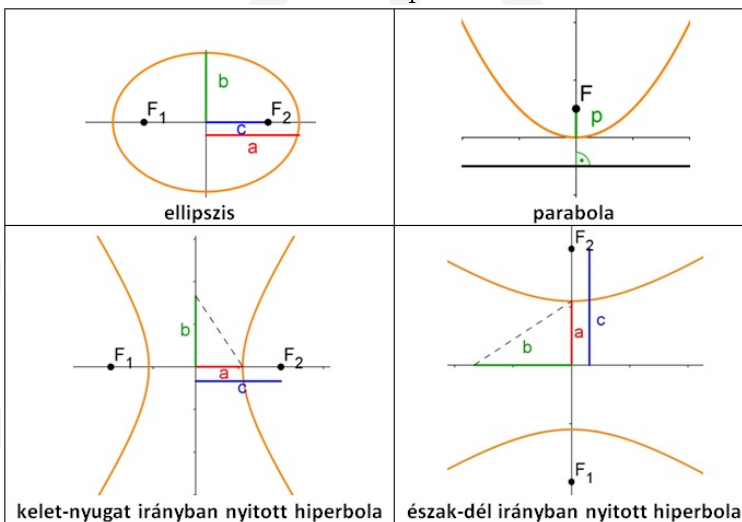 b
F1
F2
c
a
ellipszis
F
p
parabola
b
F1
F2
a
c
kelet-nyugat irányban nyitott hiperbola
F2
a
c
b
F1
észak-dél irányban nyitott hiperbola